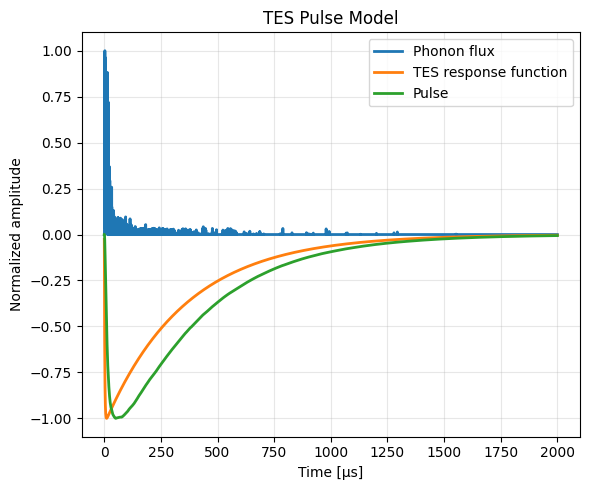 TES Pulse Model
Phonon flux
TES response function
Pulse
Normalized amplitude
1.00
0.75
0.50
0.25
0.00
−0.25
−0.50
−0.75
−1.00
0 250 500 750 1000 1250 1500 1750 2000
Time [µs]